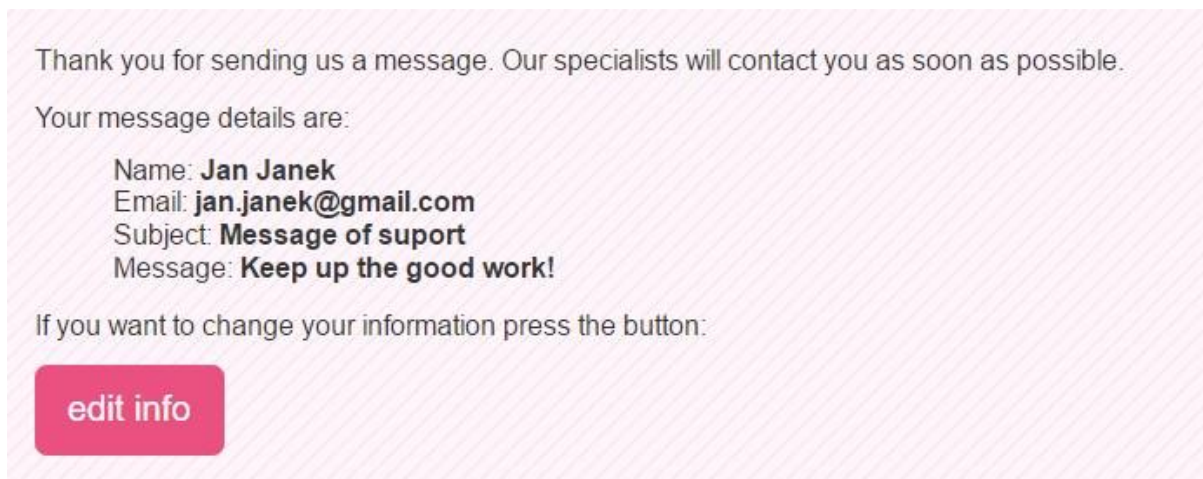 Thank you for sending us a message. Our specialists will contact you as soon as possible.
Your message details are:
Name: Jan Janek
Email: jan.janek@gmail.com
Subject: Message of suport
Message: Keep up the good work!
If you want to change your information press the button:
edit info